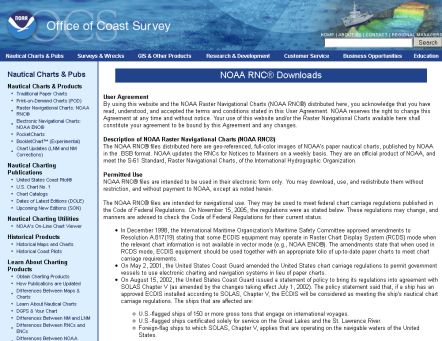 NOAA
Office of Coast Survey
HOME | ABOUT US | CONTACT | REGIONAL MANAGERS
Search
Nautical Charts & Pubs Surveys & Wrecks GIS & Other Products Research & Development Customer Service Business Opportunities Education
Nautical Charts & Pubs
Nautical Charts & Products
Traditional Paper Charts
Print-on-Demand Charts (POD)
Raster Navigational Charts: NOAA
RNC®
Electronic Navigational Charts:
NOAA ENC®
PocketCharts
BookletChart™ (Experimental)
Chart Updates (LNM and NM
Corrections)
Nautical Charting
Publications
United States Coast Pilot®
U.S. Chart No. 1
Chart Catalogs
Dates of Latest Editions (DOLE)
Upcoming New Editions (SON)
Nautical Charting Utilities
NOAA's On-Line Chart Viewer
Historical Products
Historical Maps and Charts
Historical Coast Pilots
Learn About Charting
Products
Obtain Charting Products
How Publications are Updated
Differences Between Maps &
Charts
Learn About Nautical Charts
DGPS & Your Chart
Differences Between NM and LNM
Differences Between RNCs and
ENCs
Differences Between NOAA
NOAA RNC® Downloads
User Agreement
By using this website and the NOAA Raster Navigational Charts (NOAA RNC®) distributed here, you acknowledge that you have
read, understood, and accepted the terms and conditions stated in this User Agreement. NOAA reserves the right to change this
Agreement at any time and without notice. Your use of this website and/or the Raster Navigational Charts available here shall
constitute your agreement to be bound by this Agreement and any changes.
Description of NOAA Raster Navigational Charts (NOAA RNC®)
The NOAA RNC® files distributed here are geo-referenced, full-color images of NOAA's paper nautical charts, published by NOAA
in the .BSB format. NOAA updates the RNCs for Notices to Mariners on a weekly basis. They are an official product of NOAA, and
meet the S-61 Standard, Raster Navigational Charts, of the International Hydrographic Organization.
Permitted Use
NOAA RNC® files are intended to be used in their electronic form only. You may download, use, and redistribute them without
restriction, and without payment to NOAA, except as noted herein.
The NOAA RNC® files are intended for navigational use. They may be used to meet federal chart carriage regulations published in
the Code of Federal Regulations. On November 15, 2005, the regulations were as stated below. These regulations may change, and
mariners are advised to check the Code of Federal Regulations for their current status.
In December 1998, the International Maritime Organization's Maritime Safety Committee approved amendments to
Resolution A.817(19) stating that ECDIS equipment may operate in Raster Chart Display System (RCDS) mode when
the relevant chart information is not available in vector mode (e.g., NOAA ENC®). The amendments state that when used in
RCDS mode, ECDIS equipment should be used together with an appropriate folio of up-to-date paper charts to meet chart
carriage requirements.
On May 2, 2001, the United States Coast Guard amended the United States chart carriage regulations to permit government
vessels to use electronic charting and navigation systems in lieu of paper charts.
On August 15, 2002, the United States Coast Guard issued a statement of policy to bring its regulations into agreement with
SOLAS Chapter V (as amended by the changes taking effect July 1, 2002). The policy statement said that, if a ship has an
approved ECDIS installed according to SOLAS, Chapter V, the ECDIS will be considered as meeting the ship's nautical chart
carriage regulations. The ships that are affected are:
U.S.-flagged ships of 150 or more gross tons that engage on international voyages.
U.S.-flagged ships certificated solely for service on the Great Lakes and the St. Lawrence River.
Foreign-flag ships to which SOLAS, Chapter V, applies that are operating on the navigable waters of the United
States.